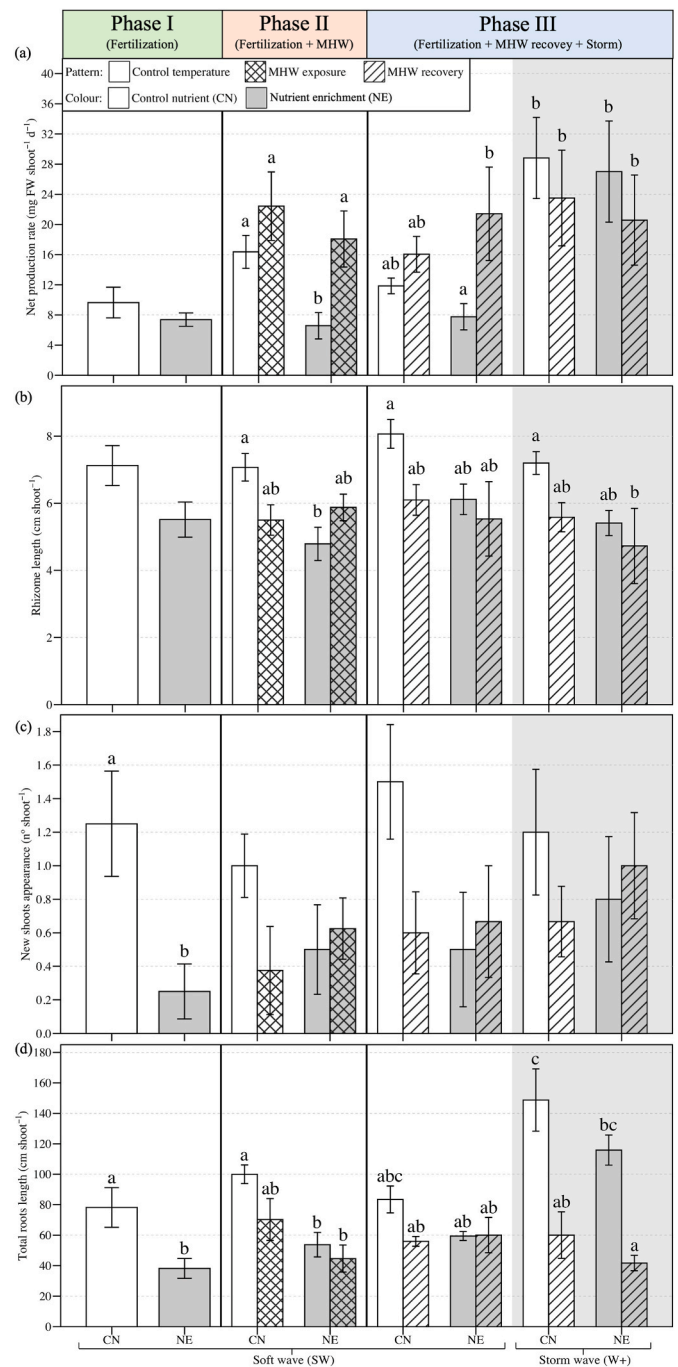 Phase I Phase II Phase III
(Fertilization) (Fertilization + MHW) (Fertilization + MHW recovey + Storm)
(a)
Pattern: Control temperature MHW exposure MHW recovery
Colour: Control nutrient (CN) Nutrient enrichment (NE)
Net production rate (mg FW shoot⁻¹ d⁻¹)
40
36
32
28
24
20
16
12
8
4
0
a a b a
ab ab a b
b b b b
(b)
Rhizome length (cm shoot⁻¹)
8
6
4
2
0
a ab b ab
a ab ab ab
a ab ab b
(c)
New shoots appearance (nº shoot⁻¹)
1.8
1.6
1.4
1.2
1.0
0.8
0.6
0.4
0.2
0.0
a b
(d)
Total roots length (cm shoot⁻¹)
180
160
140
120
100
80
60
40
20
0
a b
a ab b b
abc ab ab ab
c ab bc a
CN NE CN NE CN NE CN NE
Soft wave (SW) Storm wave (W+)